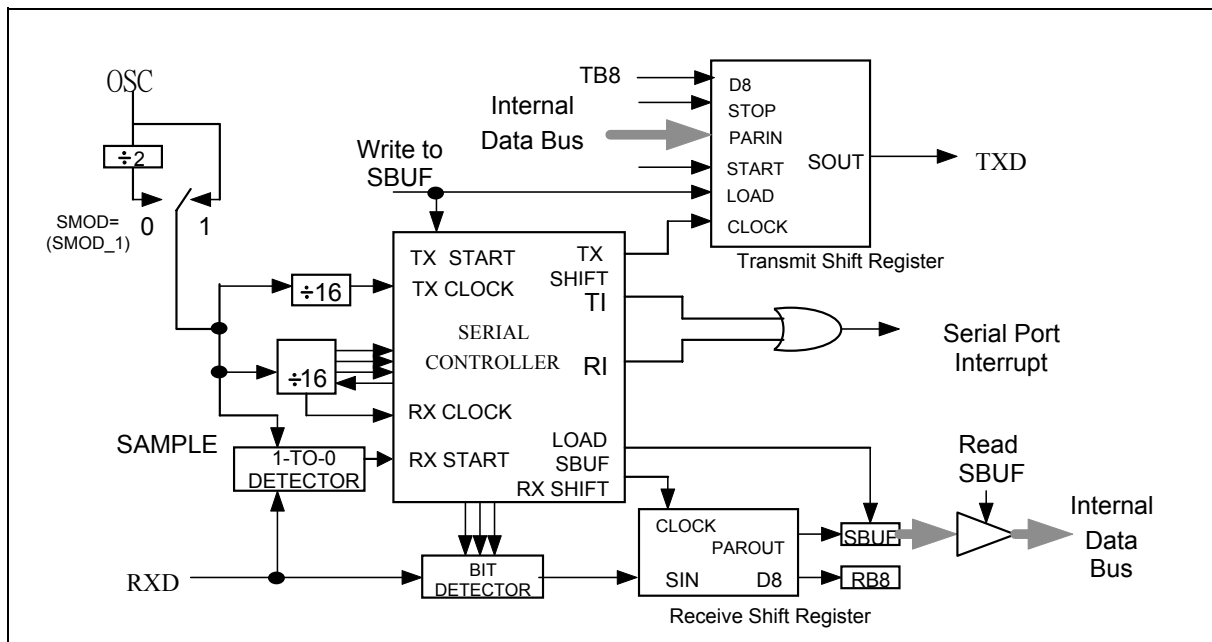 OSC
÷2
SMOD=
(SMOD_1)
0
1
÷16
÷16
SAMPLE
1-TO-0
DETECTOR
RXD
Write to
SBUF
TX START
TX CLOCK
SERIAL
CONTROLLER
RX CLOCK
RX START
TX
SHIFT
TI
RI
LOAD
SBUF
RX SHIFT
BIT
DETECTOR
TB8
Internal
Data Bus
D8
STOP
PARIN
START
LOAD
CLOCK
SOUT
TXD
Transmit Shift Register
Serial Port
Interrupt
CLOCK
PAROUT
SIN
D8
Receive Shift Register
SBUF
RB8
Read
SBUF
Internal
Data
Bus